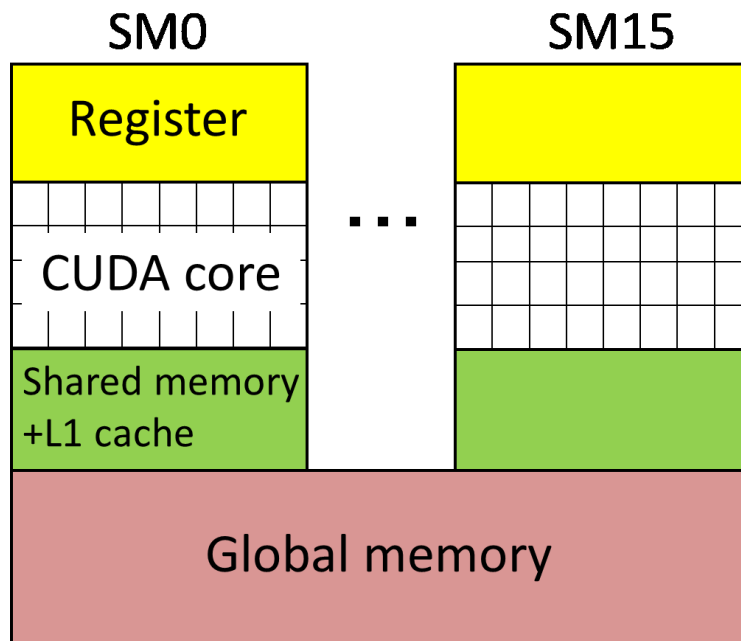 SM0
SM15
Register
...
CUDA core
Shared memory
+L1 cache
Global memory